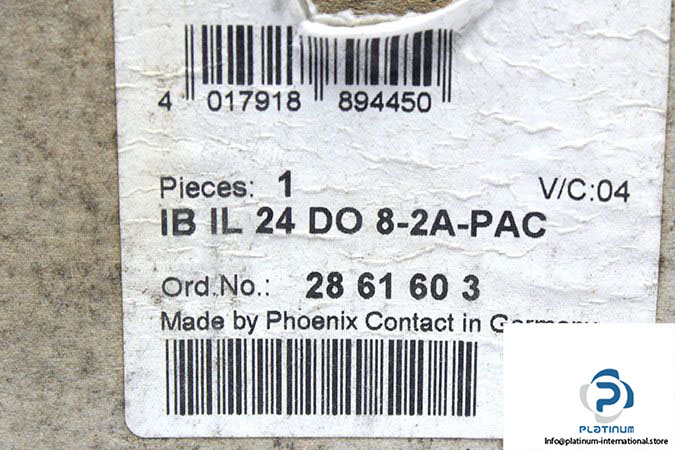 4 017918 894450
Pieces: 1 V/C:04
IB IL 24 DO 8-2A-PAC
Ord.No.: 28 61 60 3
Made by Phoenix Contact in Germany
PLATINUM
Info@platinum-international.store